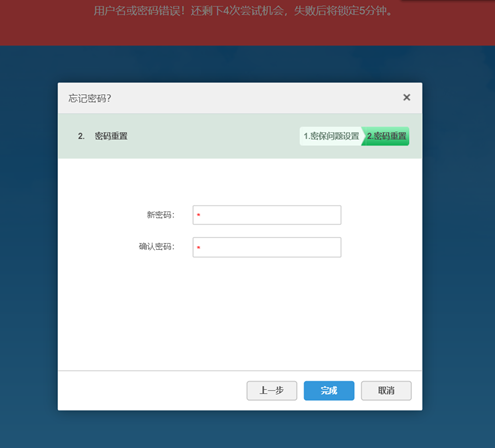 用户名或密码错误！还剩下4次尝试机会，失败后将锁定5分钟。
忘记密码？ ×
2. 密码重置 1.密保问题设置 2.密码重置
新密码： *
确认密码： *
上一步 完成 取消